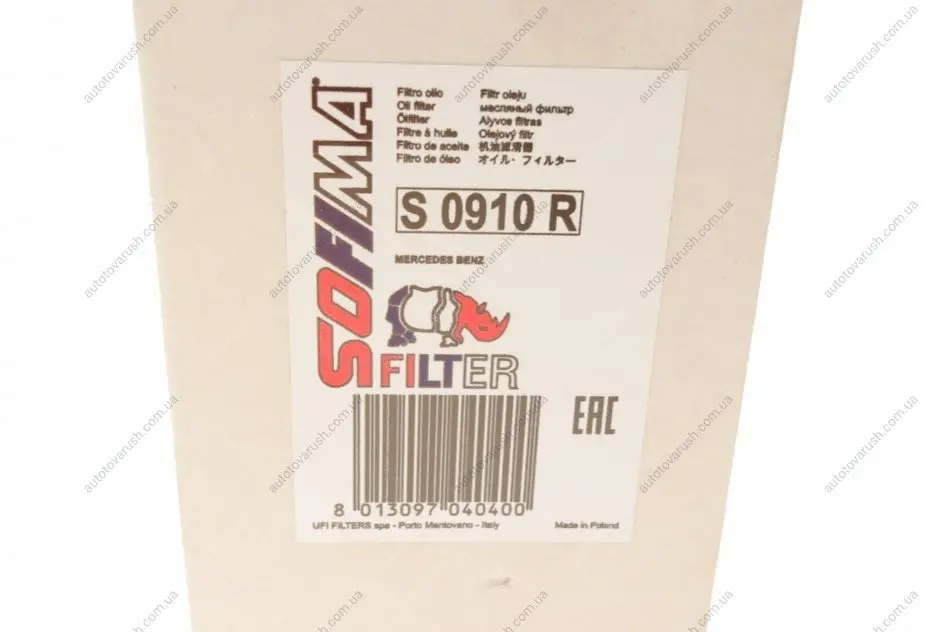 SOFIMA®
Filtro olio
Oil filter
Ölfilter
Filtre à huile
Filtro de aceite
Filtro de óleo
Filtr oleju
масляный фильтр
Alyvos filtras
Olejový filtr
机油滤清器
オイル・フィルター
S 0910 R
MERCEDES BENZ
FILTER
EAC
8 013097 040400
UFI FILTERS spa - Porto Mantovano - Italy
Made in Poland
autotovarush.com.ua